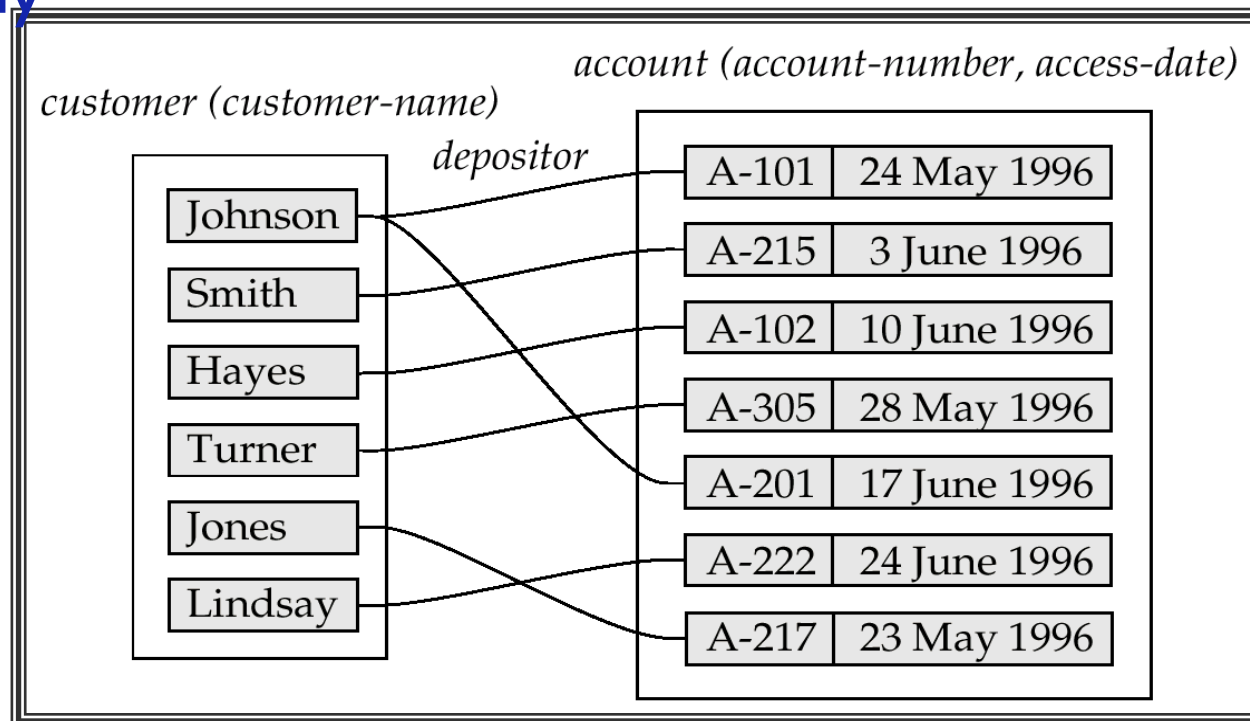 y
account (account-number, access-date)
customer (customer-name)
depositor
Johnson
Smith
Hayes
Turner
Jones
Lindsay
A-101 24 May 1996
A-215 3 June 1996
A-102 10 June 1996
A-305 28 May 1996
A-201 17 June 1996
A-222 24 June 1996
A-217 23 May 1996